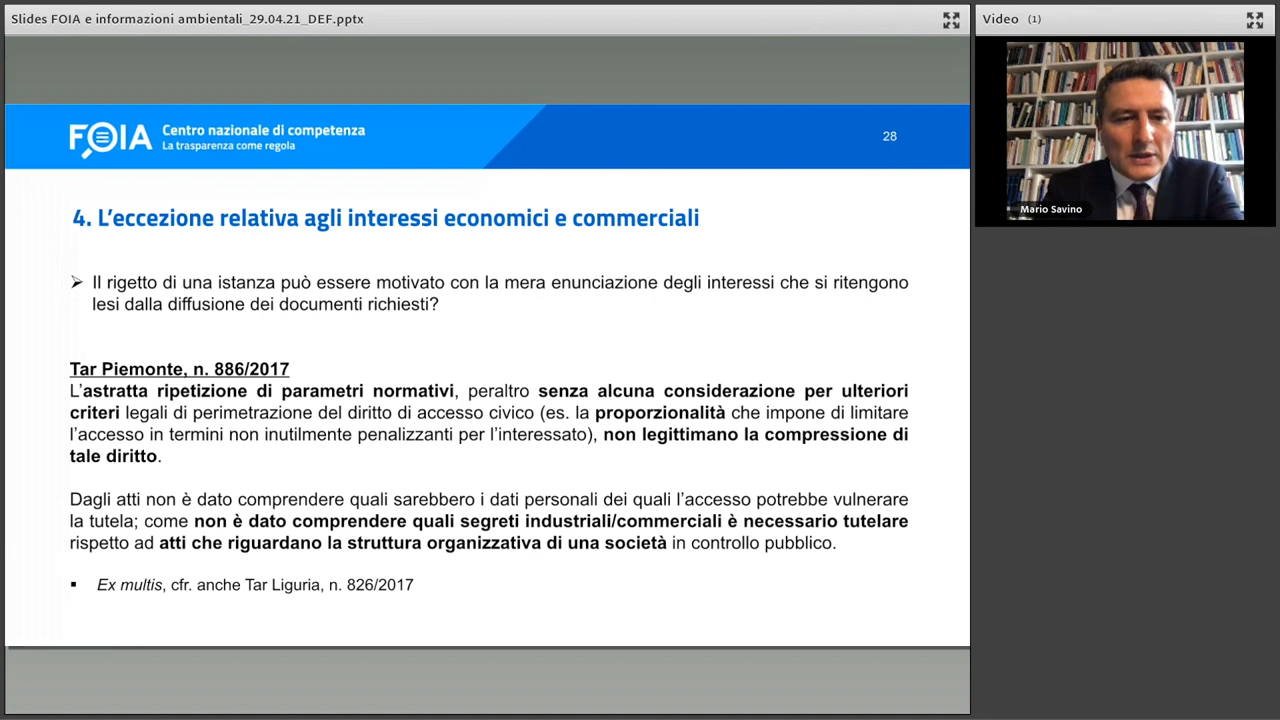 Slides FOIA e informazioni ambientali_29.04.21_DEF.pptx
Video (1)
FOIA
Centro nazionale di competenza
La trasparenza come regola
28
Mario Savino
4. L’eccezione relativa agli interessi economici e commerciali
➢ Il rigetto di una istanza può essere motivato con la mera enunciazione degli interessi che si ritengono
lesi dalla diffusione dei documenti richiesti?
Tar Piemonte, n. 886/2017
L’astratta ripetizione di parametri normativi, peraltro senza alcuna considerazione per ulteriori
criteri legali di perimetrazione del diritto di accesso civico (es. la proporzionalità che impone di limitare
l’accesso in termini non inutilmente penalizzanti per l’interessato), non legittimano la compressione di
tale diritto.
Dagli atti non è dato comprendere quali sarebbero i dati personali dei quali l’accesso potrebbe vulnerare
la tutela; come non è dato comprendere quali segreti industriali/commerciali è necessario tutelare
rispetto ad atti che riguardano la struttura organizzativa di una società in controllo pubblico.
▪ Ex multis, cfr. anche Tar Liguria, n. 826/2017